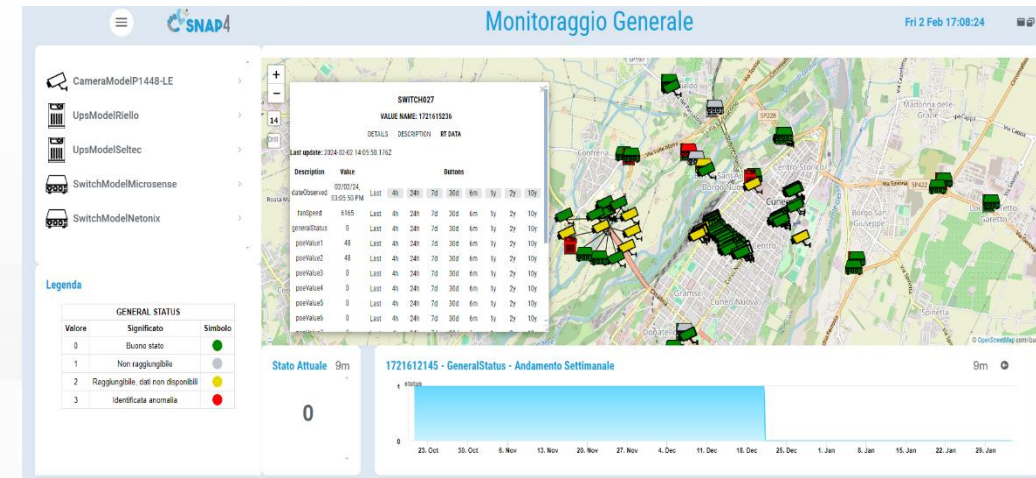 SNAP4
Monitoraggio Generale
Fri 2 Feb 17:08:24
CameraModelP1448-LE
UpsModelRiello
UpsModelSeltec
SwitchModelMicrosense
SwitchModelNetonix
Legenda
GENERAL STATUS
Valore Significato Simbolo
0 Buono stato
1 Non raggiungibile
2 Raggiungibile, dati non disponibili
3 Identificata anomalia
+
−
14
SWITCH027
VALUE NAME: 1721615236
DETAILS DESCRIPTION RT DATA
Last update: 2024-02-02 14:05:50.176Z
Description Value Buttons
dateObserved 02/02/24, 03:05:50 PM Last 4h 24h 7d 30d 6m 1y 2y 10y
fanSpeed 6165 Last 4h 24h 7d 30d 6m 1y 2y 10y
generalStatus 0 Last 4h 24h 7d 30d 6m 1y 2y 10y
poeValue1 48 Last 4h 24h 7d 30d 6m 1y 2y 10y
poeValue2 48 Last 4h 24h 7d 30d 6m 1y 2y 10y
poeValue3 0 Last 4h 24h 7d 30d 6m 1y 2y 10y
poeValue4 0 Last 4h 24h 7d 30d 6m 1y 2y 10y
poeValue5 0 Last 4h 24h 7d 30d 6m 1y 2y 10y
poeValue6 0 Last 4h 24h 7d 30d 6m 1y 2y 10y
SP228
Madonna delle Grazie
Confreria
Cuneo
Centro Storico
Via Savona
SP422
Borgo San Giuseppe
Centro
Gramsci
Cuneo Nuova
Donatello
Spinetta
Garetto
© OpenStreetMap contribu
Stato Attuale 9m
0
1721612145 - GeneralStatus - Andamento Settimanale 9m
status
1
0
23. Oct 30. Oct 6. Nov 13. Nov 20. Nov 27. Nov 4. Dec 11. Dec 18. Dec 25. Dec 1. Jan 8. Jan 15. Jan 22. Jan 29. Jan